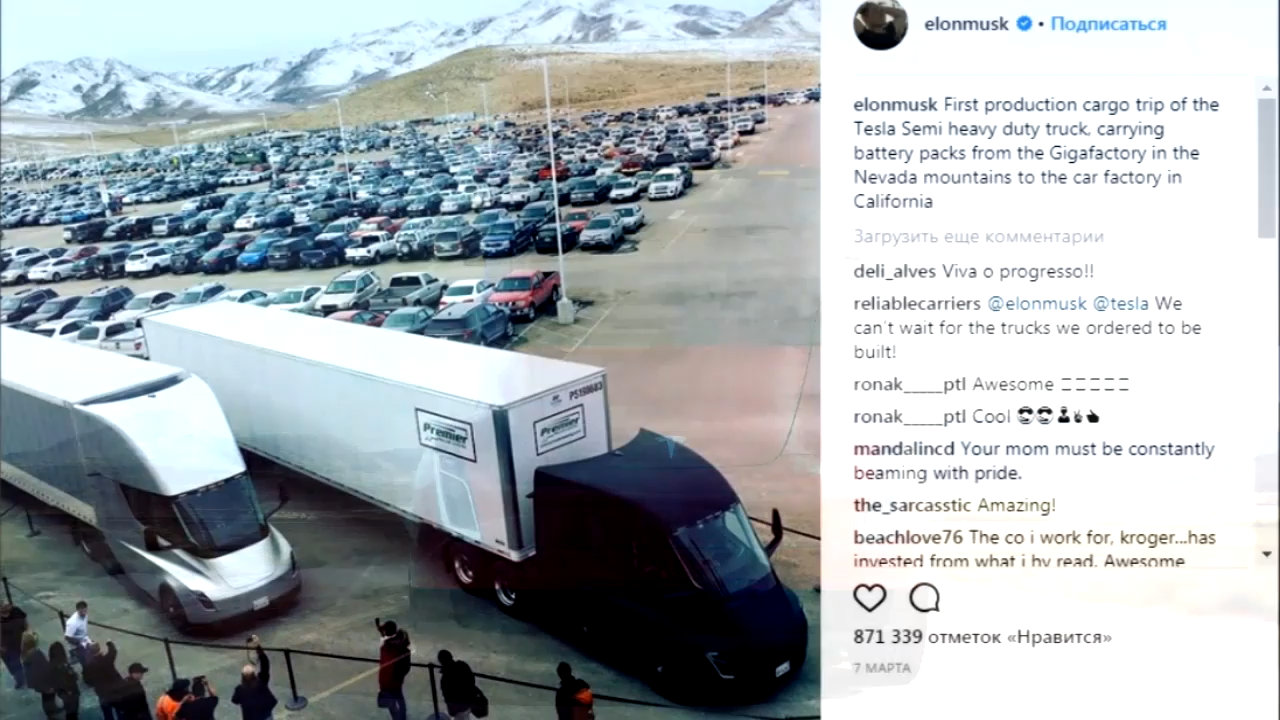 elonmusk • Подписаться
elonmusk First production cargo trip of the
Tesla Semi heavy duty truck, carrying
battery packs from the Gigafactory in the
Nevada mountains to the car factory in
California
Загрузить еще комментарии
deli_alves Viva o progresso!!
reliablecarriers @elonmusk @tesla We
can't wait for the trucks we ordered to be
built!
ronak_____ptl Awesome
ronak_____ptl Cool 😎😎
mandalincd Your mom must be constantly
beaming with pride.
the_sarcasstic Amazing!
beachlove76 The co i work for, kroger...has
invested from what i hv read. Awesome
871 339 отметок «Нравится»
7 МАРТА
Premier
Premier